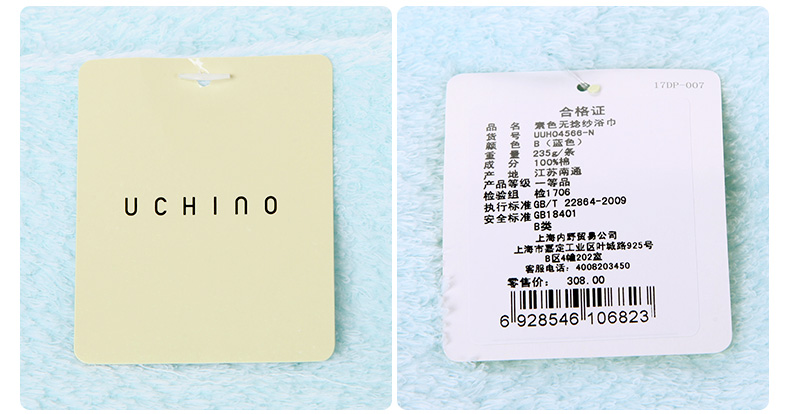 UCHINO
17DP-007
合格证
品 名 素色无捻纱浴巾
货 号 UUH04566-N
颜 色 B（蓝色）
重 量 235g/条
成 分 100%棉
产 地 江苏南通
产品等级 一等品
检验组 检1706
执行标准 GB/T 22864-2009
安全标准 GB18401
B类
上海内野贸易公司
上海市嘉定工业区叶城路925号
B区4幢202室
客服电话：4008203450
零售价： 308.00
6 928546 106823